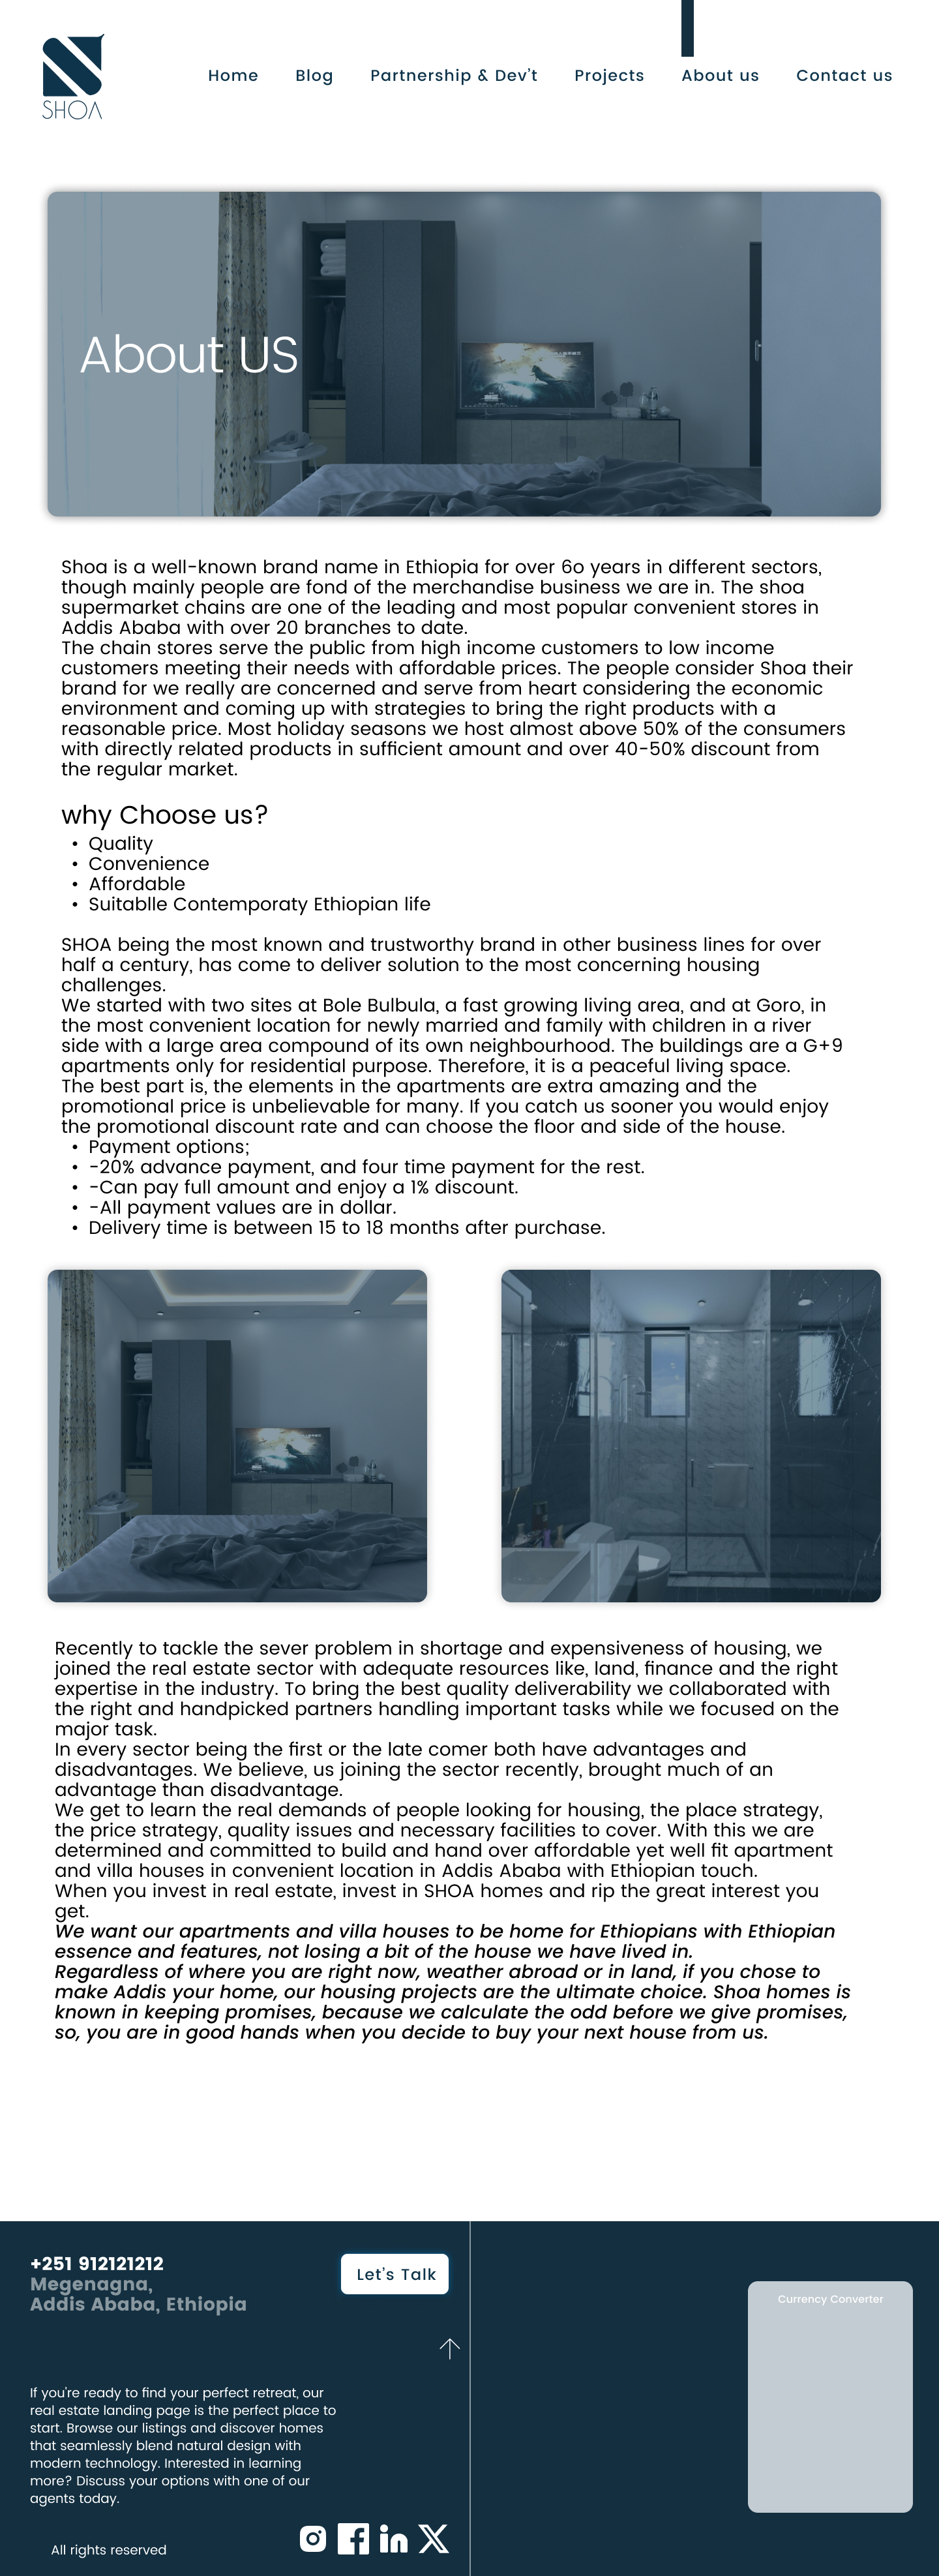 SHOA
Home Blog Partnership & Dev't Projects About us Contact us
About US
Shoa is a well-known brand name in Ethiopia for over 6o years in different sectors,
though mainly people are fond of the merchandise business we are in. The shoa
supermarket chains are one of the leading and most popular convenient stores in
Addis Ababa with over 20 branches to date.
The chain stores serve the public from high income customers to low income
customers meeting their needs with affordable prices. The people consider Shoa their
brand for we really are concerned and serve from heart considering the economic
environment and coming up with strategies to bring the right products with a
reasonable price. Most holiday seasons we host almost above 50% of the consumers
with directly related products in sufficient amount and over 40-50% discount from
the regular market.
why Choose us?
• Quality
• Convenience
• Affordable
• Suitablle Contemporaty Ethiopian life
SHOA being the most known and trustworthy brand in other business lines for over
half a century, has come to deliver solution to the most concerning housing
challenges.
We started with two sites at Bole Bulbula, a fast growing living area, and at Goro, in
the most convenient location for newly married and family with children in a river
side with a large area compound of its own neighbourhood. The buildings are a G+9
apartments only for residential purpose. Therefore, it is a peaceful living space.
The best part is, the elements in the apartments are extra amazing and the
promotional price is unbelievable for many. If you catch us sooner you would enjoy
the promotional discount rate and can choose the floor and side of the house.
• Payment options;
• -20% advance payment, and four time payment for the rest.
• -Can pay full amount and enjoy a 1% discount.
• -All payment values are in dollar.
• Delivery time is between 15 to 18 months after purchase.
Recently to tackle the sever problem in shortage and expensiveness of housing, we
joined the real estate sector with adequate resources like, land, finance and the right
expertise in the industry. To bring the best quality deliverability we collaborated with
the right and handpicked partners handling important tasks while we focused on the
major task.
In every sector being the first or the late comer both have advantages and
disadvantages. We believe, us joining the sector recently, brought much of an
advantage than disadvantage.
We get to learn the real demands of people looking for housing, the place strategy,
the price strategy, quality issues and necessary facilities to cover. With this we are
determined and committed to build and hand over affordable yet well fit apartment
and villa houses in convenient location in Addis Ababa with Ethiopian touch.
When you invest in real estate, invest in SHOA homes and rip the great interest you
get.
We want our apartments and villa houses to be home for Ethiopians with Ethiopian
essence and features, not losing a bit of the house we have lived in.
Regardless of where you are right now, weather abroad or in land, if you chose to
make Addis your home, our housing projects are the ultimate choice. Shoa homes is
known in keeping promises, because we calculate the odd before we give promises,
so, you are in good hands when you decide to buy your next house from us.
+251 912121212
Megenagna,
Addis Ababa, Ethiopia
Let's Talk
If you're ready to find your perfect retreat, our
real estate landing page is the perfect place to
start. Browse our listings and discover homes
that seamlessly blend natural design with
modern technology. Interested in learning
more? Discuss your options with one of our
agents today.
All rights reserved
Currency Converter